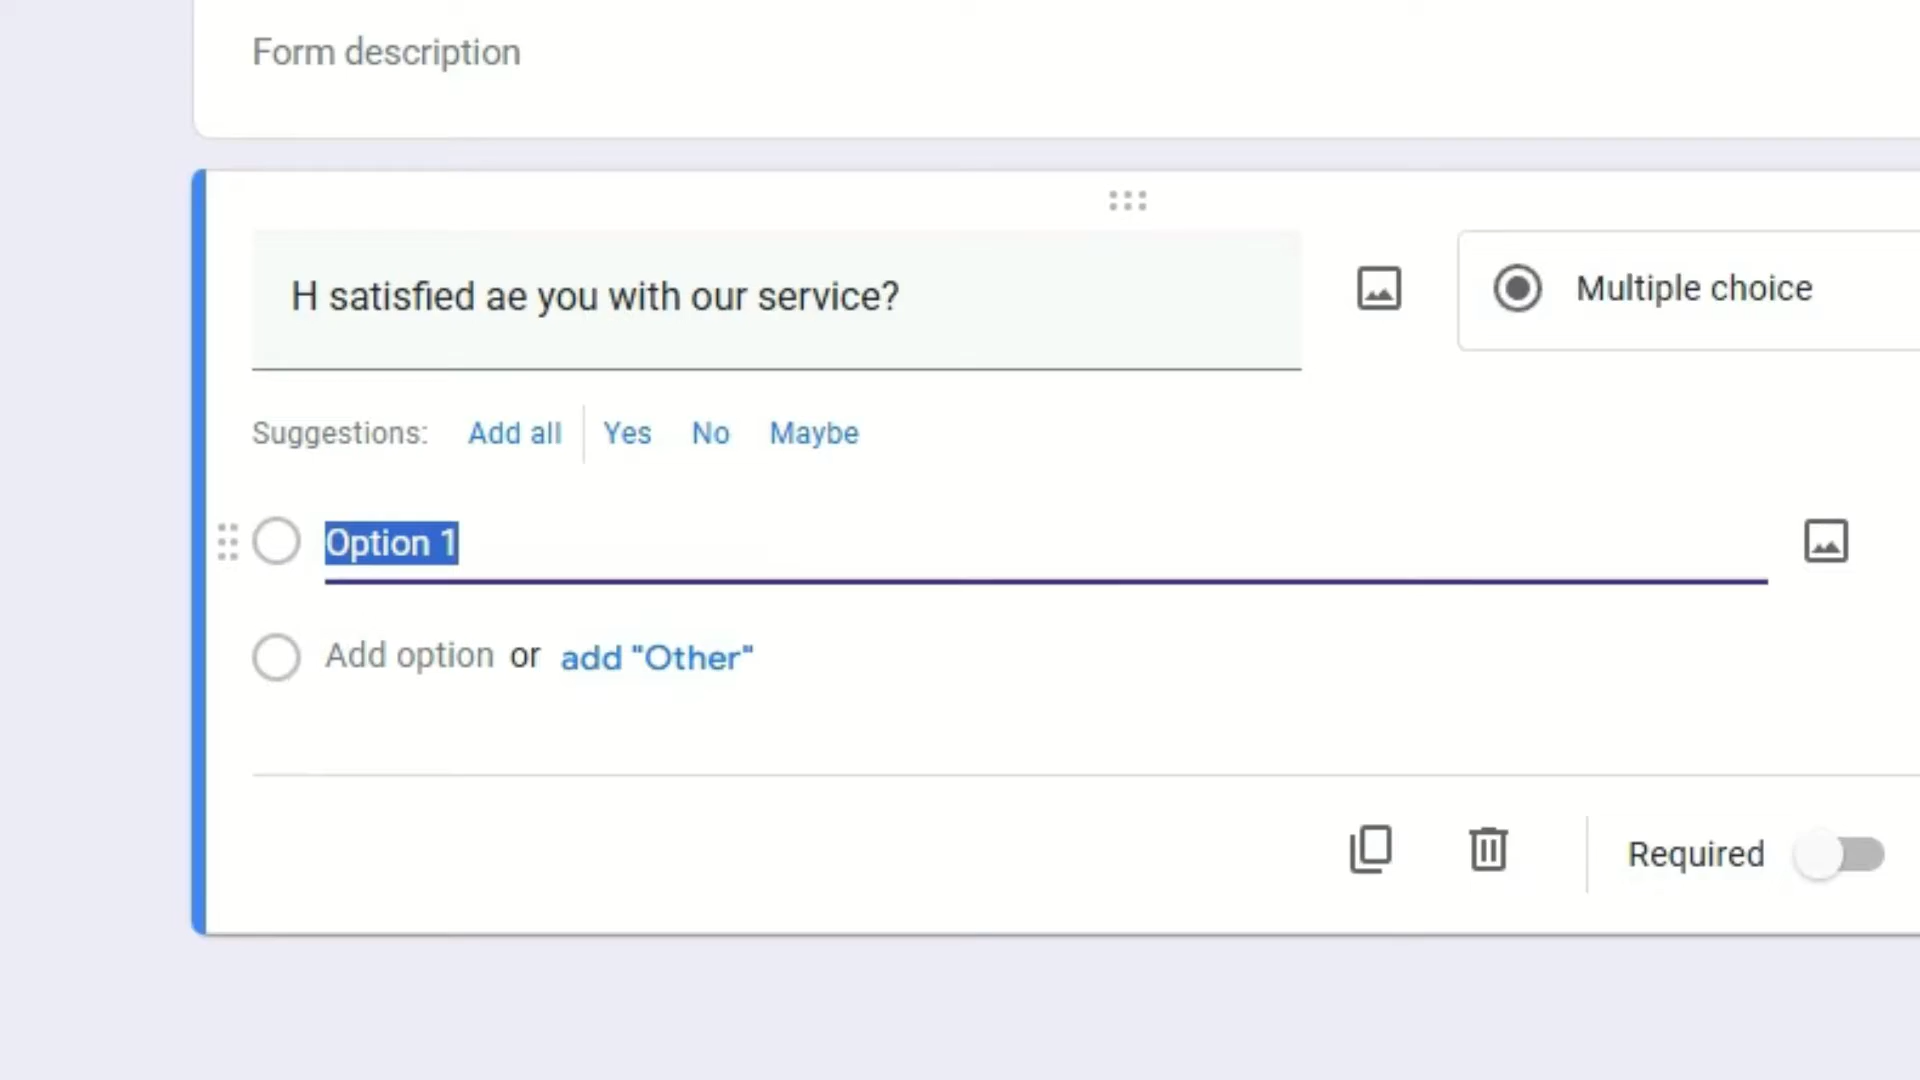 Form description
H satisfied ae you with our service?
Multiple choice
Suggestions: Add all Yes No Maybe
Option 1
Add option or add "Other"
Required